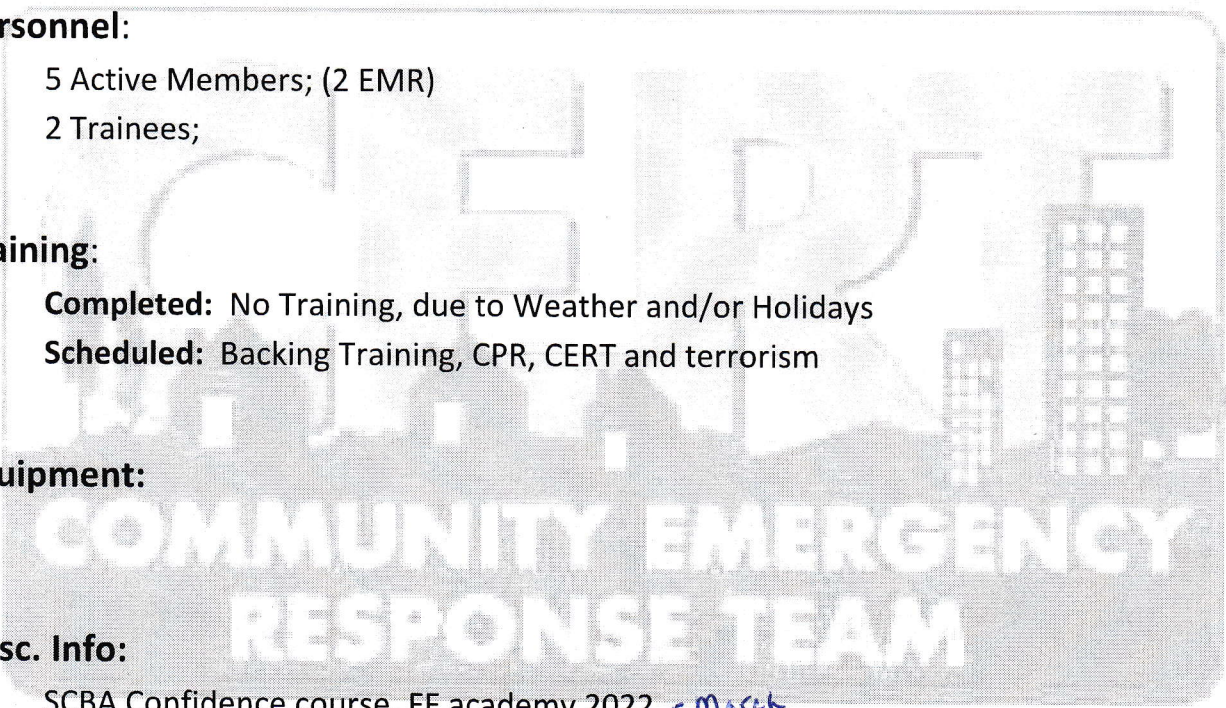 rsonnel:
5 Active Members; (2 EMR)
2 Trainees;
aining:
Completed: No Training, due to Weather and/or Holidays
Scheduled: Backing Training, CPR, CERT and terrorism
uipment:
CERT
COMMUNITY EMERGENCY
RESPONSE TEAM
sc. Info:
SCBA Confidence course, FF academy 2022 - March